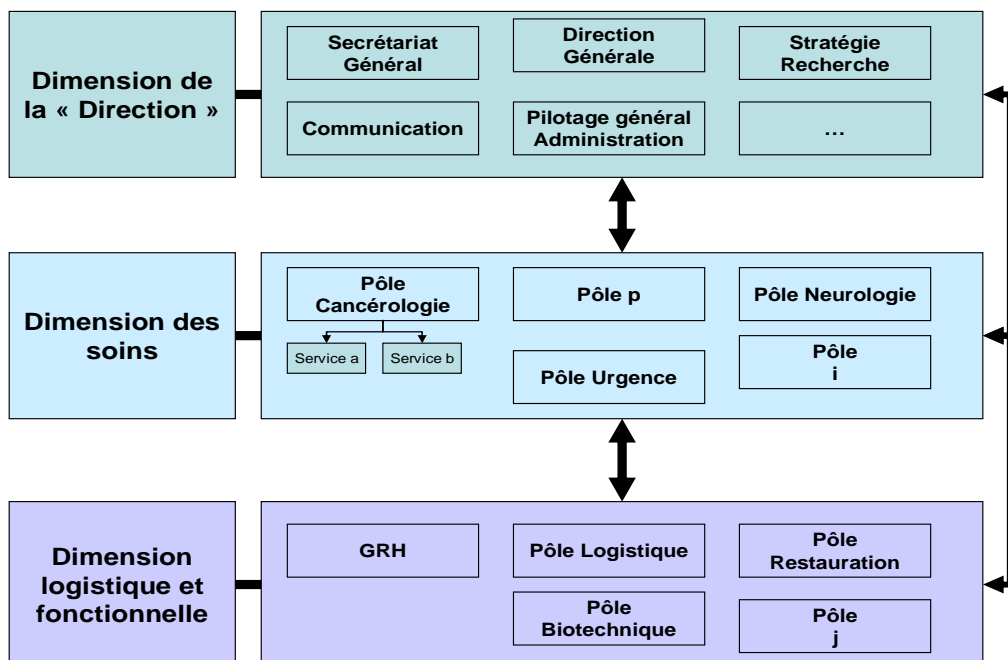 Dimension de
la « Direction »
Secrétariat
Général
Direction
Générale
Stratégie
Recherche
Communication
Pilotage général
Administration
…
Dimension des
soins
Pôle
Cancérologie
Service a
Service b
Pôle p
Pôle Neurologie
Pôle Urgence
Pôle
i
Dimension
logistique et
fonctionnelle
GRH
Pôle Logistique
Pôle
Restauration
Pôle
Biotechnique
Pôle
j